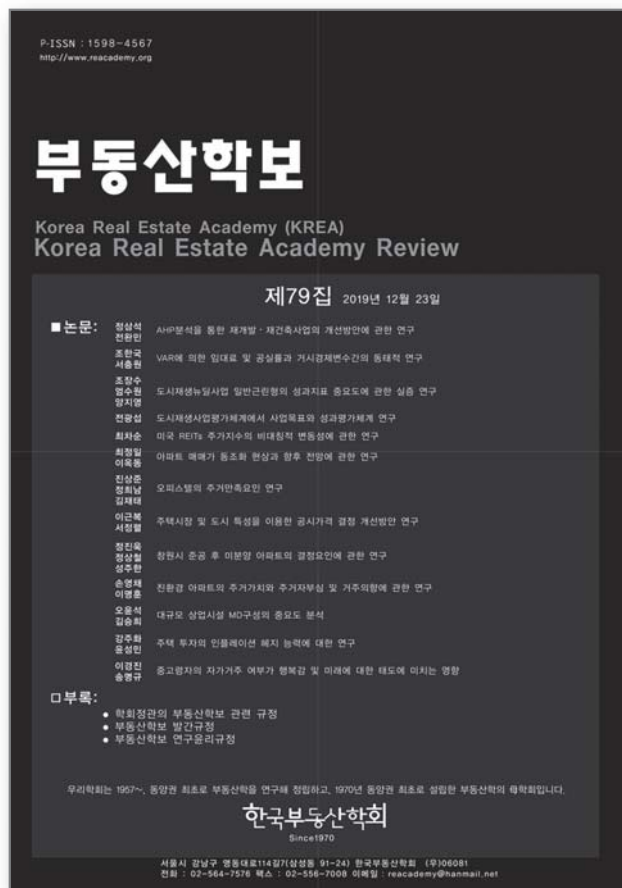 P-ISSN : 1598-4567
http://www.reacademy.org
부동산학보
Korea Real Estate Academy (KREA)
Korea Real Estate Academy Review
제79집 2019년 12월 23일
■논문:
정상석
전완민
AHP분석을 통한 재개발·재건축사업의 개선방안에 관한 연구
조한국
서충원
VAR에 의한 임대료 및 공실률과 거시경제변수간의 동태적 연구
조장수
엄수원
양지영
도시재생뉴딜사업 일반근린형의 성과지표 중요도에 관한 실증 연구
전광섭
도시재생사업평가체계에서 사업목표와 성과평가체계 연구
최차순
미국 REITs 주가지수의 비대칭적 변동성에 관한 연구
최정일
이옥동
아파트 매매가 동조화 현상과 향후 전망에 관한 연구
진상준
정희남
김재태
오피스텔의 주거만족요인 연구
이근복
서정렬
주택시장 및 도시 특성을 이용한 공시가격 결정 개선방안 연구
정진욱
정상철
성주한
창원시 준공 후 미분양 아파트의 결정요인에 관한 연구
손영채
이명훈
친환경 아파트의 주거가치와 주거자부심 및 거주의향에 관한 연구
오윤석
김승희
대규모 상업시설 MD구성의 중요도 분석
강주화
윤성민
주택 투자의 인플레이션 헤지 능력에 대한 연구
이경진
송명규
중고령자의 자가거주 여부가 행복감 및 미래에 대한 태도에 미치는 영향
□부록:
● 학회정관의 부동산학보 관련 규정
● 부동산학보 발간규정
● 부동산학보 연구윤리규정
우리학회는 1957~, 동양권 최초로 부동산학을 연구해 정립하고, 1970년 동양권 최초로 설립한 부동산학의 母학회입니다.
한국부동산학회
Since1970
서울시 강남구 영동대로114길7(삼성동 91-24) 한국부동산학회 (우)06081
전화 : 02-564-7576 팩스 : 02-556-7008 이메일 : reacademy@hanmail.net